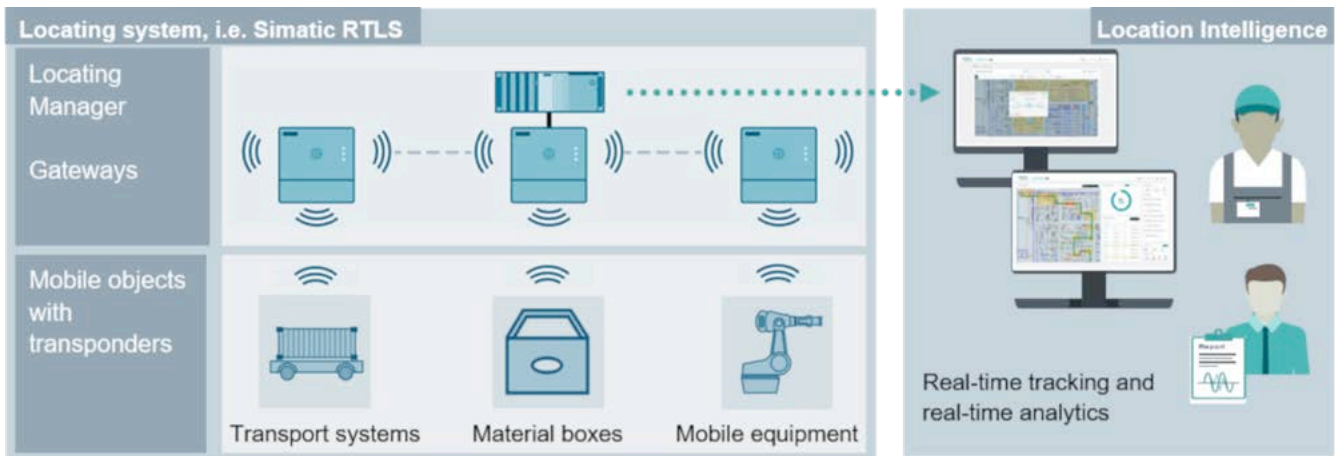 Locating system, i.e. Simatic RTLS
Locating
Manager
Gateways
Mobile objects
with
transponders
Transport systems
Material boxes
Mobile equipment
Location Intelligence
Report
Real-time tracking and
real-time analytics